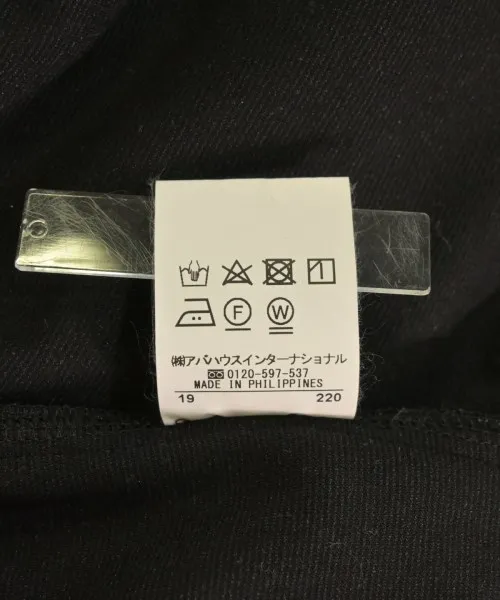 F W
㈱アバハウスインターナショナル
0120-597-537
MADE IN PHILIPPINES
19 220